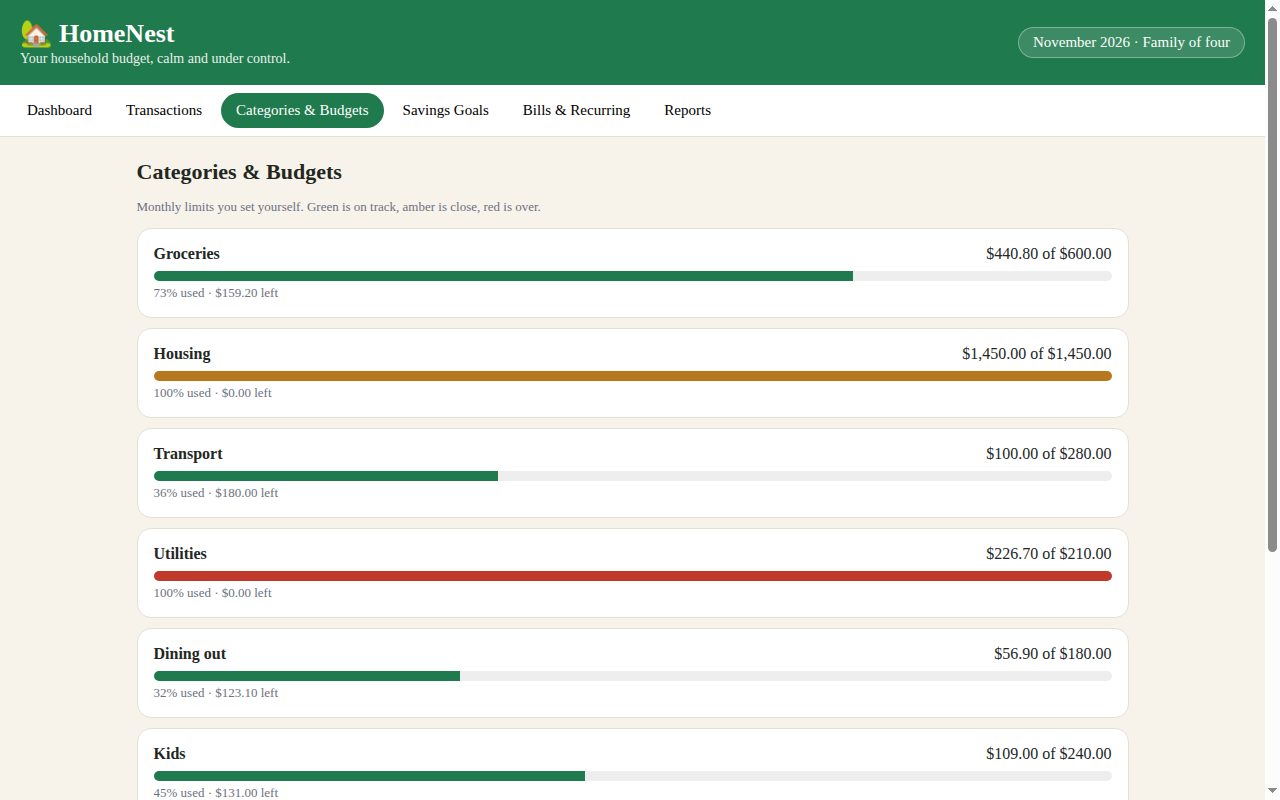 🏡 HomeNest
Your household budget, calm and under control.
November 2026 · Family of four
Dashboard Transactions Categories & Budgets Savings Goals Bills & Recurring Reports
Categories & Budgets
Monthly limits you set yourself. Green is on track, amber is close, red is over.
Groceries $440.80 of $600.00
73% used · $159.20 left
Housing $1,450.00 of $1,450.00
100% used · $0.00 left
Transport $100.00 of $280.00
36% used · $180.00 left
Utilities $226.70 of $210.00
100% used · $0.00 left
Dining out $56.90 of $180.00
32% used · $123.10 left
Kids $109.00 of $240.00
45% used · $131.00 left